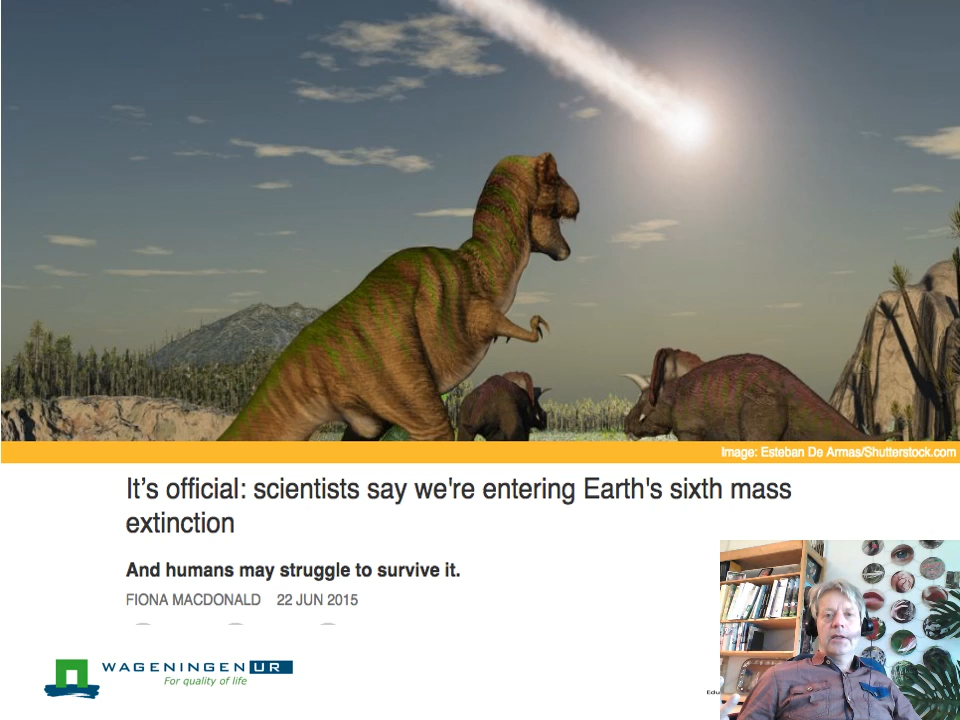 Image: Esteban De Armas/Shutterstock.com
It’s official: scientists say we're entering Earth's sixth mass
extinction
And humans may struggle to survive it.
FIONA MACDONALD 22 JUN 2015
WAGENINGEN UR
For quality of life
Edu